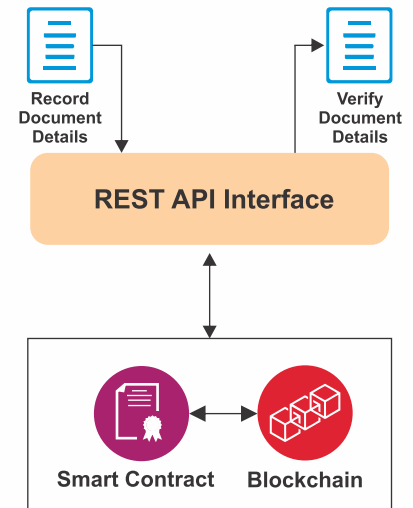 Record
Document
Details
Verify
Document
Details
REST API Interface
Smart Contract
Blockchain